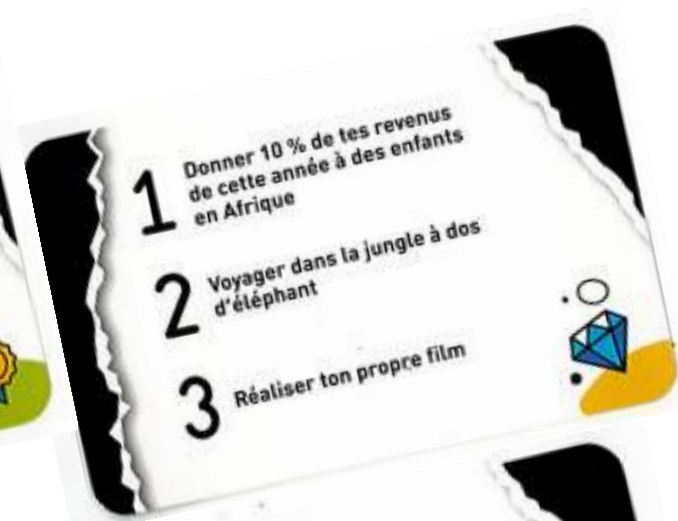 1
Donner 10 % de tes revenus
de cette année à des enfants
en Afrique
2
Voyager dans la jungle à dos
d'éléphant
3
Réaliser ton propre film